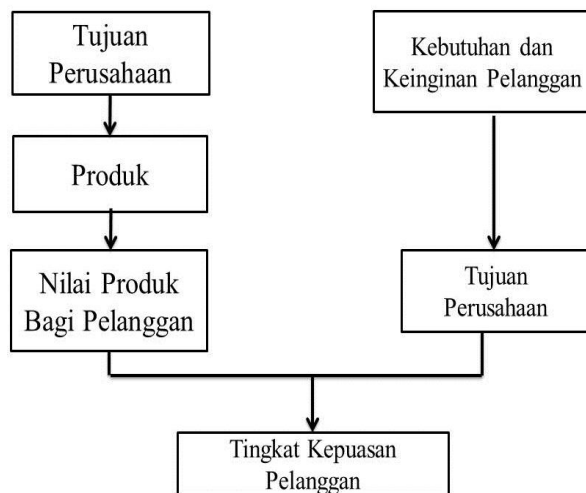 Tujuan
Perusahaan
Kebutuhan dan
Keinginan Pelanggan
Produk
Nilai Produk
Bagi Pelanggan
Tujuan
Perusahaan
Tingkat Kepuasan
Pelanggan